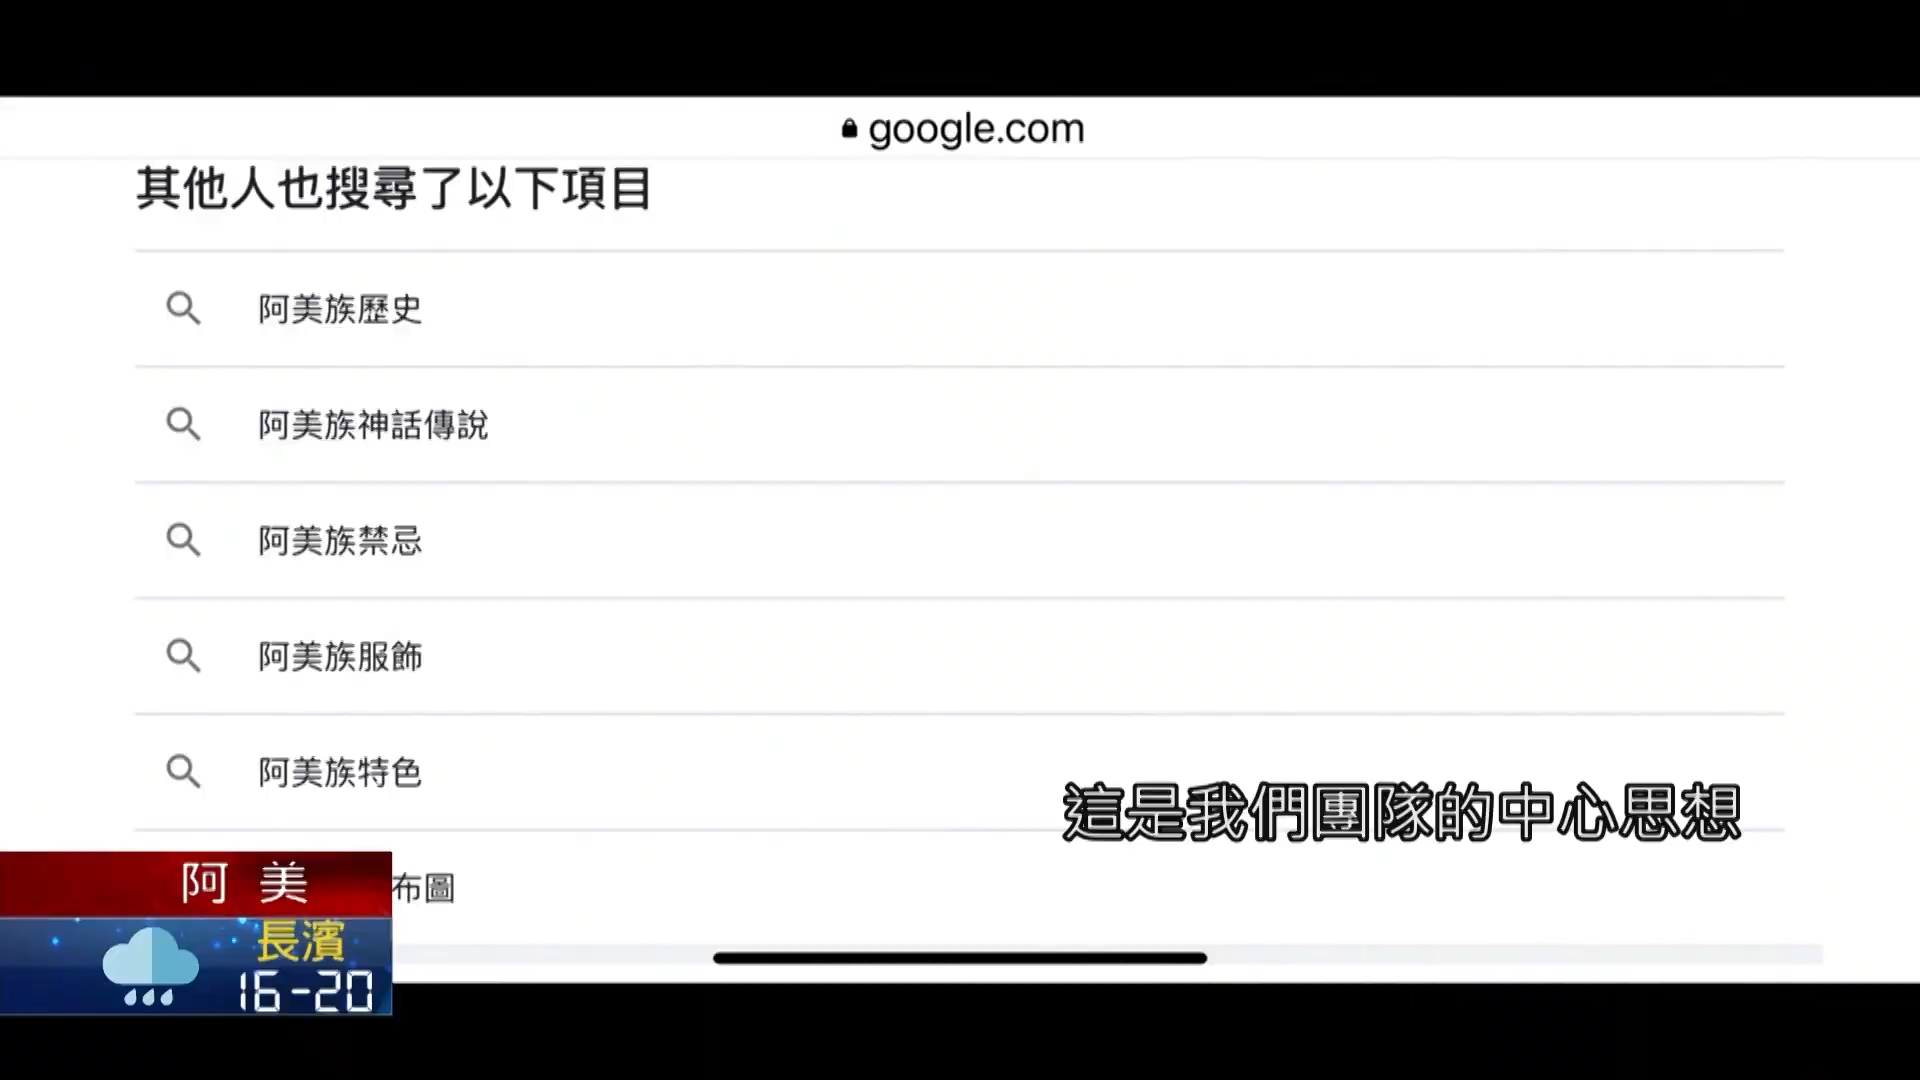 google.com
其他人也搜尋了以下項目
阿美族歷史
阿美族神話傳說
阿美族禁忌
阿美族服飾
阿美族特色
這是我們團隊的中心思想
布圖
阿美
長濱
16-20